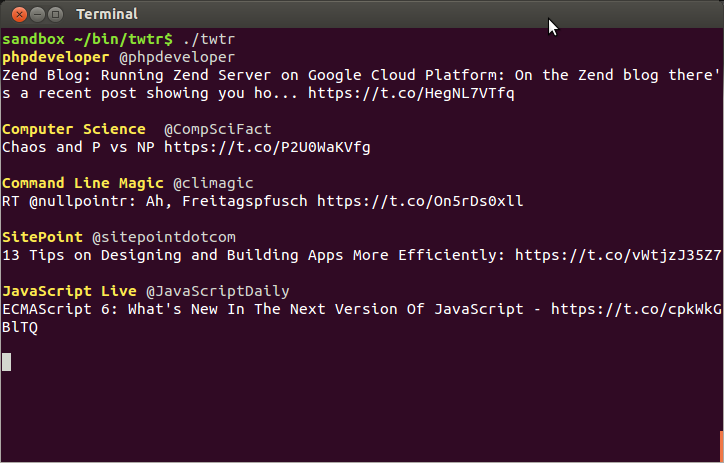 Terminal
sandbox ~/bin/twtr$ ./twtr
phpdeveloper @phpdeveloper
Zend Blog: Running Zend Server on Google Cloud Platform: On the Zend blog there'
s a recent post showing you ho... https://t.co/HegNL7VTfq
Computer Science  @CompSciFact
Chaos and P vs NP https://t.co/P2U0WaKVfg
Command Line Magic @climagic
RT @nullpointr: Ah, Freitagspfusch https://t.co/On5rDs0xll
SitePoint @sitepointdotcom
13 Tips on Designing and Building Apps More Efficiently: https://t.co/vWtjzJ35Z7
JavaScript Live @JavaScriptDaily
ECMAScript 6: What's New In The Next Version Of JavaScript - https://t.co/cpkWkG
BlTQ